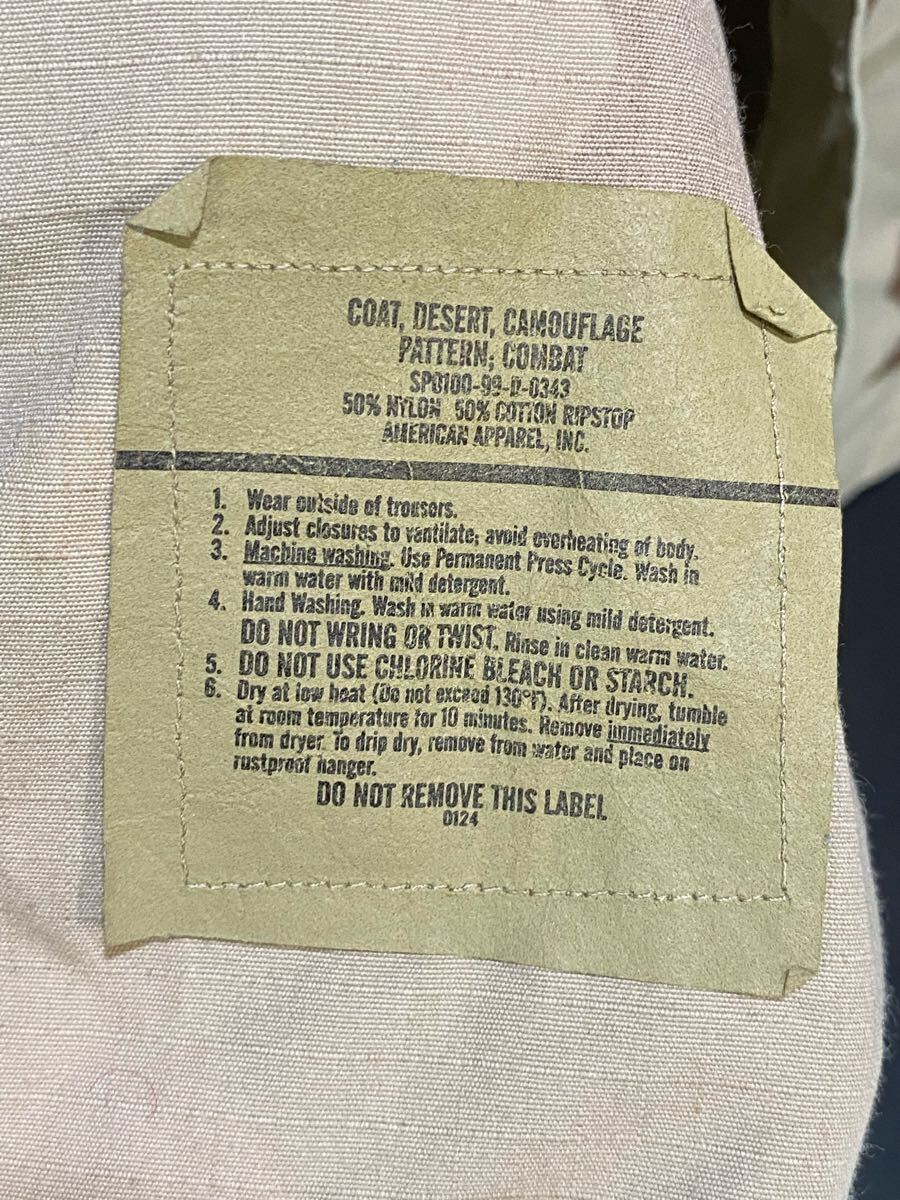 COAT, DESERT, CAMOUFLAGE
PATTERN; COMBAT
SP0100-99-D-0343
50% NYLON 50% COTTON RIPSTOP
AMERICAN APPAREL, INC.
1. Wear outside of trousers.
2. Adjust closures to ventilate; avoid overheating of body.
3. Machine washing. Use Permanent Press Cycle. Wash in
warm water with mild detergent.
4. Hand Washing. Wash in warm water using mild detergent.
DO NOT WRING OR TWIST. Rinse in clean warm water.
5. DO NOT USE CHLORINE BLEACH OR STARCH.
6. Dry at low heat (Do not exceed 130°F). After drying, tumble
at room temperature for 10 minutes. Remove immediately
from dryer. To drip dry, remove from water and place on
rustproof hanger.
DO NOT REMOVE THIS LABEL
0124